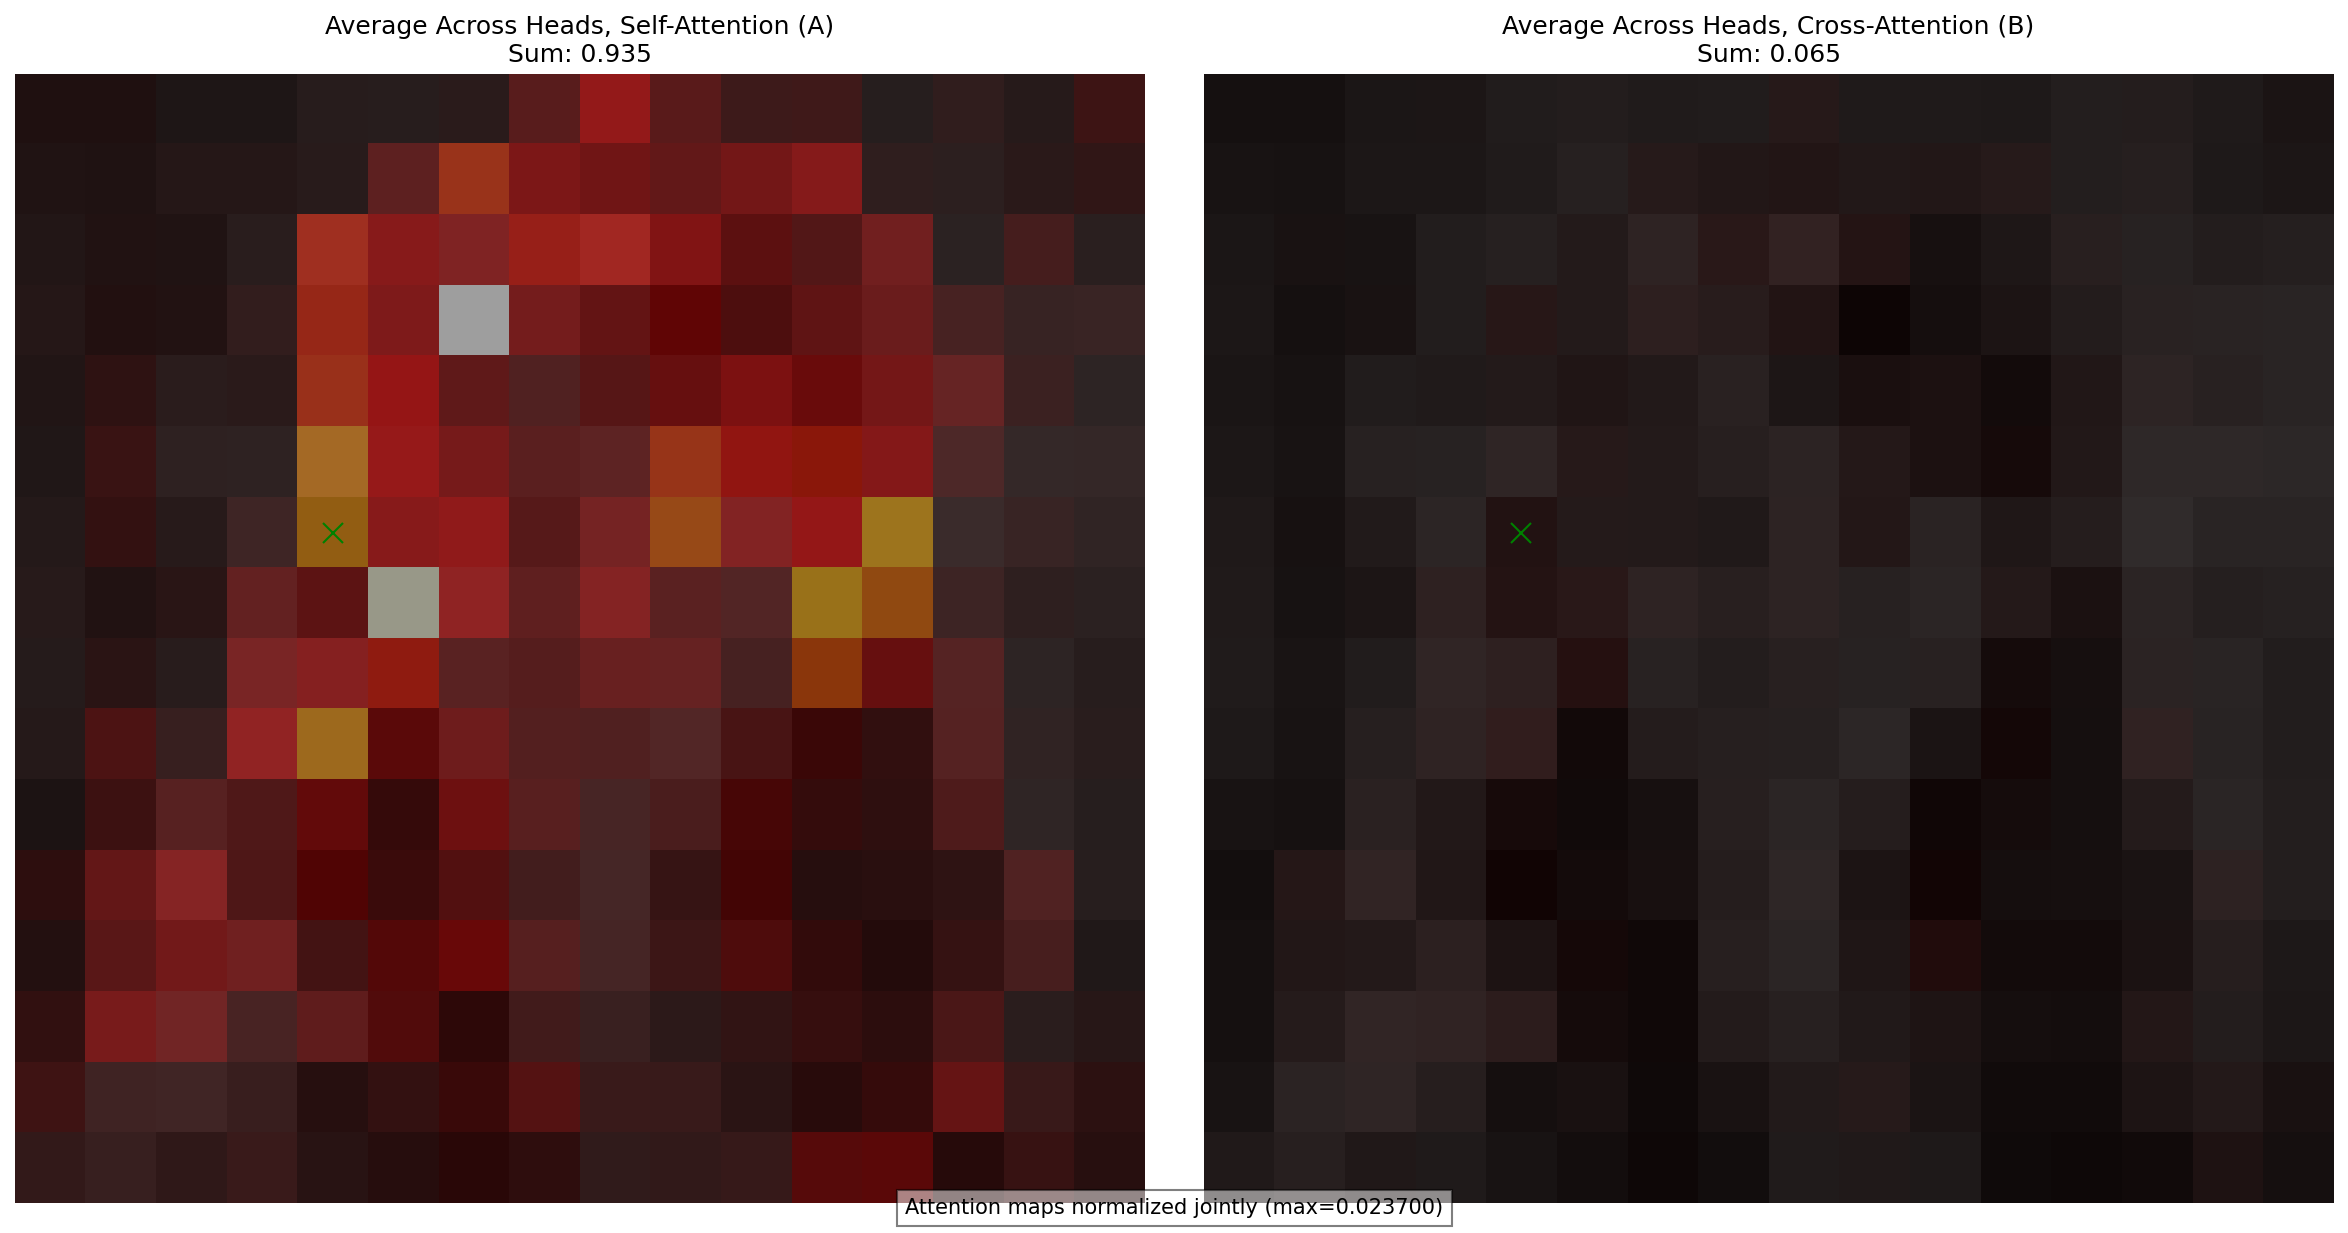 Average Across Heads, Self-Attention (A)
Sum: 0.935
Average Across Heads, Cross-Attention (B)
Sum: 0.065
Attention maps normalized jointly (max=0.023700)